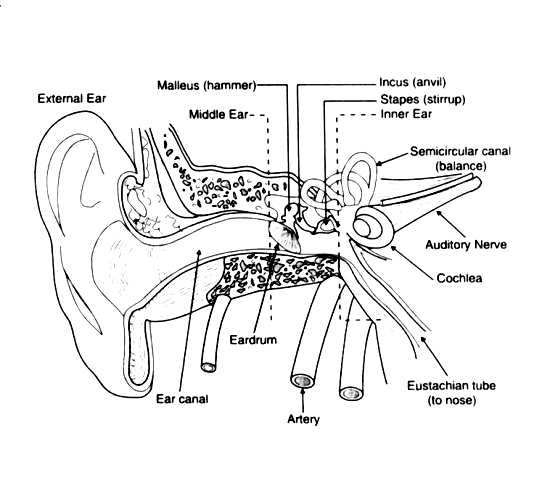 Malleus (hammer)
Incus (anvil)
External Ear
Stapes (stirrup)
Middle Ear
Inner Ear
Semicircular canal
(balance)
Auditory Nerve
Cochlea
Eardrum
Eustachian tube
(to nose)
Ear canal
Artery